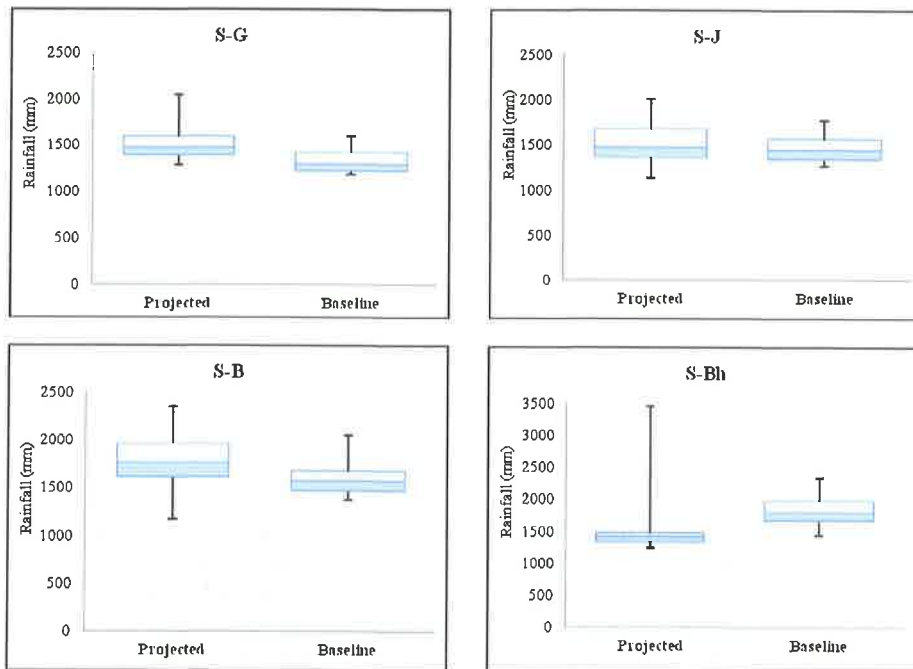 S-G
Rainfall (mm)
2500
2000
1500
1000
500
0
Projected
Baseline
S-J
Rainfall (mm)
2500
2000
1500
1000
500
0
Projected
Baseline
S-B
Rainfall (mm)
2500
2000
1500
1000
500
0
Projected
Baseline
S-Bh
Rainfall (mm)
3500
3000
2500
2000
1500
1000
500
0
Projected
Baseline